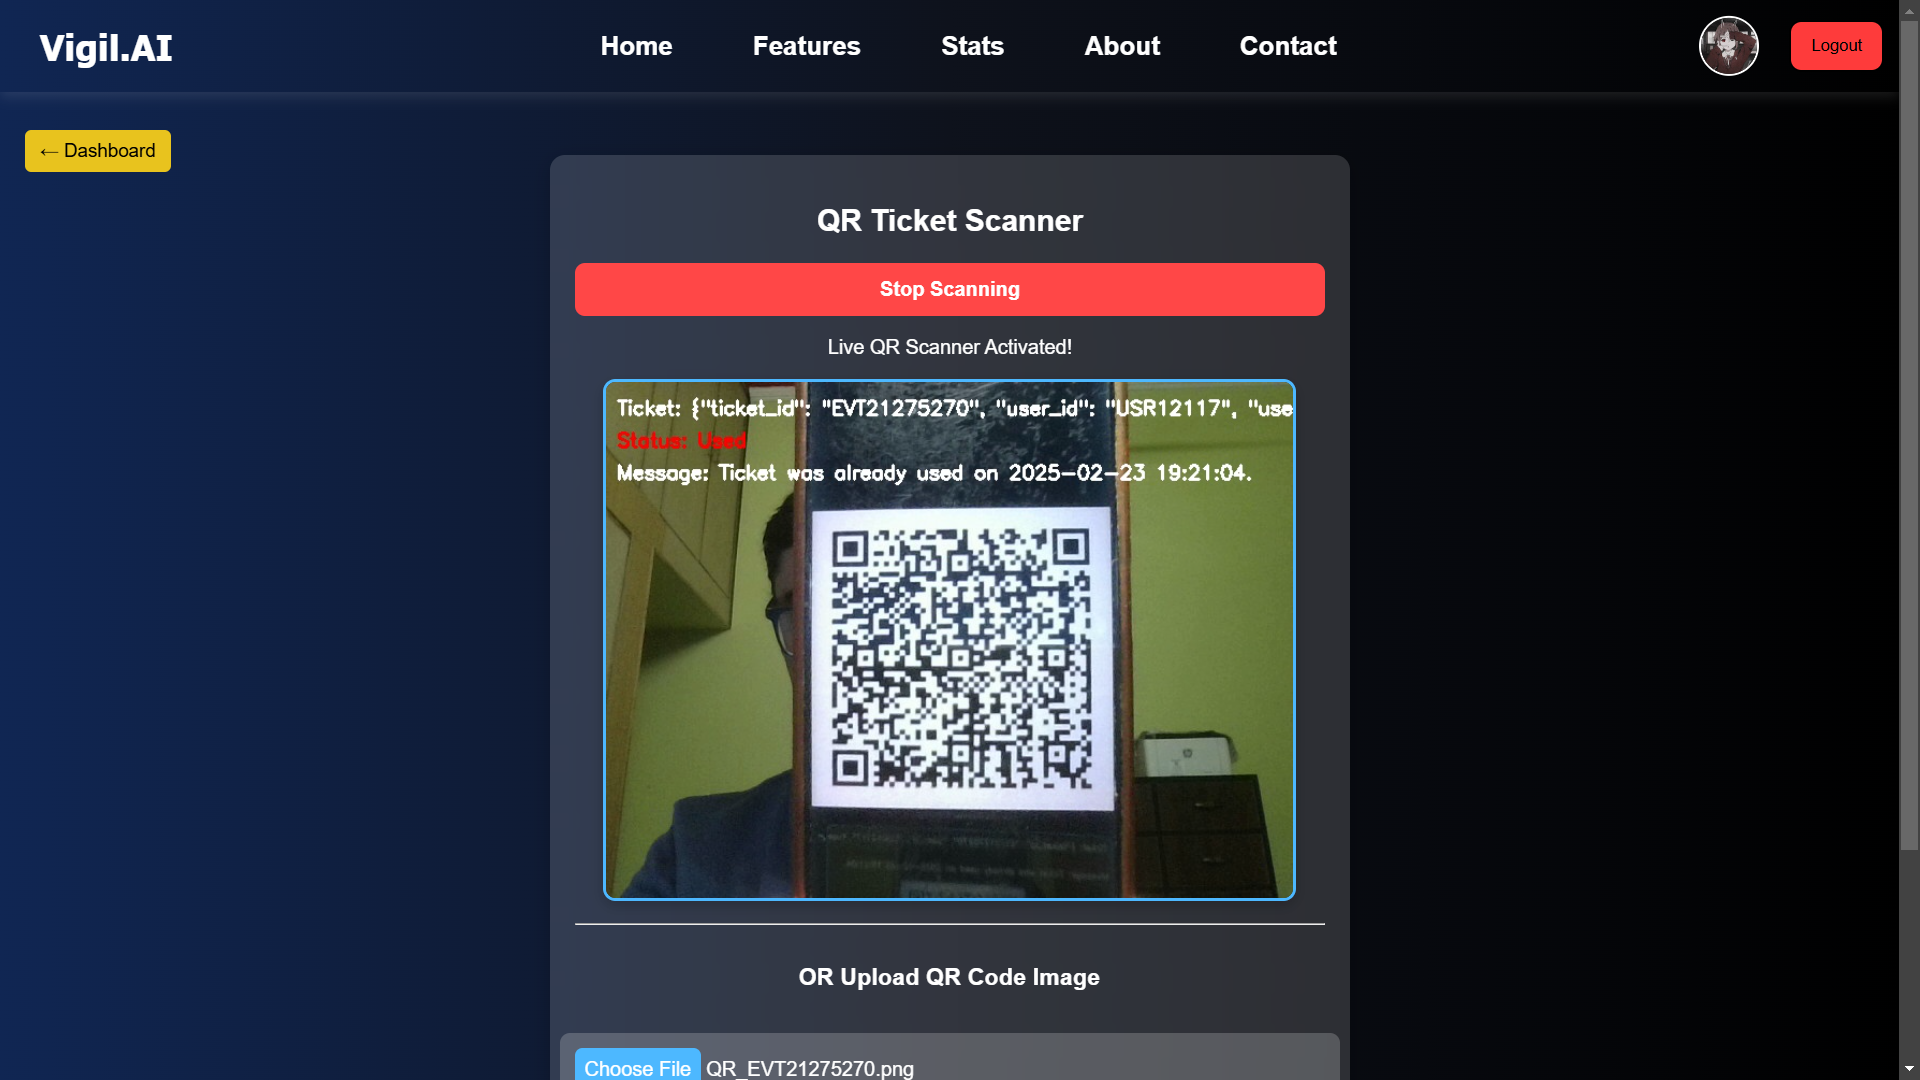 Vigil.AI
Home
Features
Stats
About
Contact
Logout
← Dashboard
QR Ticket Scanner
Stop Scanning
Live QR Scanner Activated!
Ticket: {"ticket_id": "EVT21275270", "user_id": "USR12117", "use
Status: Used
Message: Ticket was already used on 2025-02-23 19:21:04.
hp
OR Upload QR Code Image
Choose File QR_EVT21275270.png